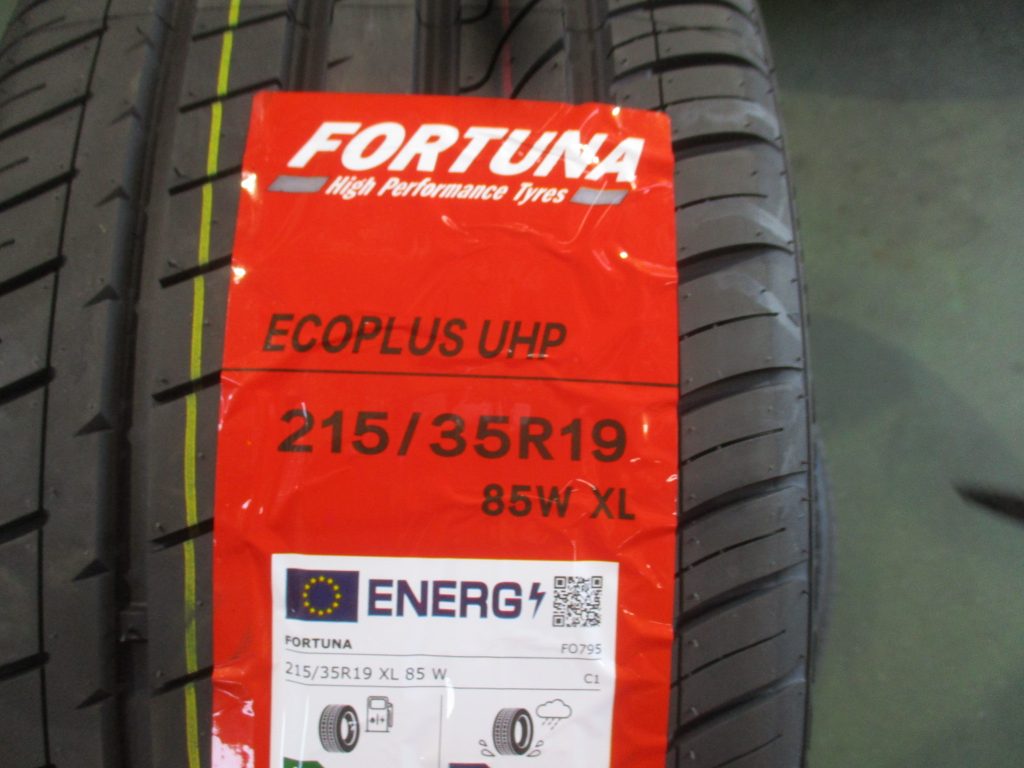 FORTUNA
High Performance Tyres
ECOPLUS UHP
215/35R19
85W XL
ENERG
FORTUNA FO795
215/35R19 XL 85 W C1